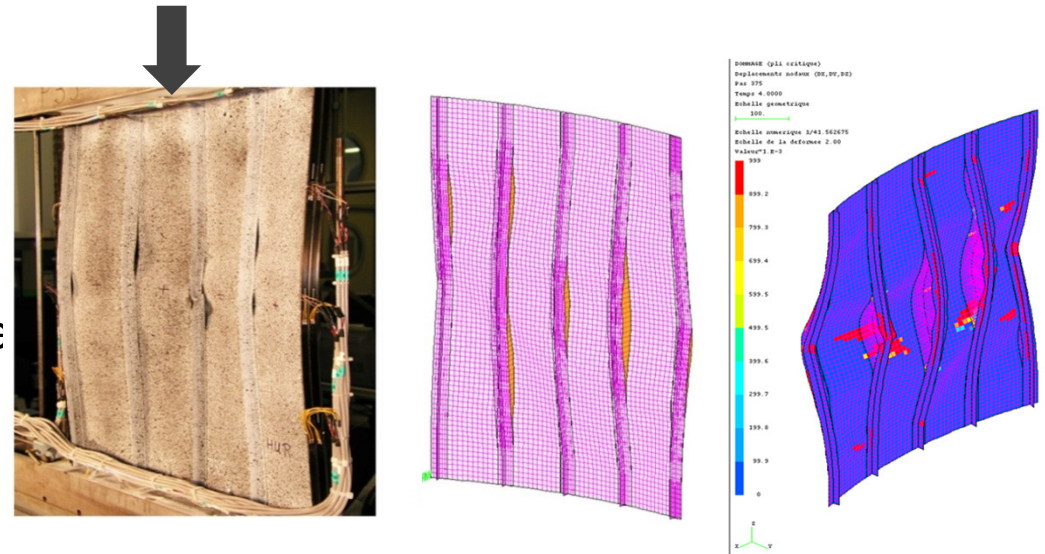 HUR
DOMMAGE (pli critique)
Deplacements nodaux (DX,DY,DZ)
Pas 375
Temps 4.0000
Echelle geometrique
100.
Echelle numerique 1/41.562675
Echelle de la deformee 2.00
Valeur*1.E-3
999
899.2
799.3
699.4
599.5
499.5
399.6
299.7
199.8
99.9
0
Z
X Y